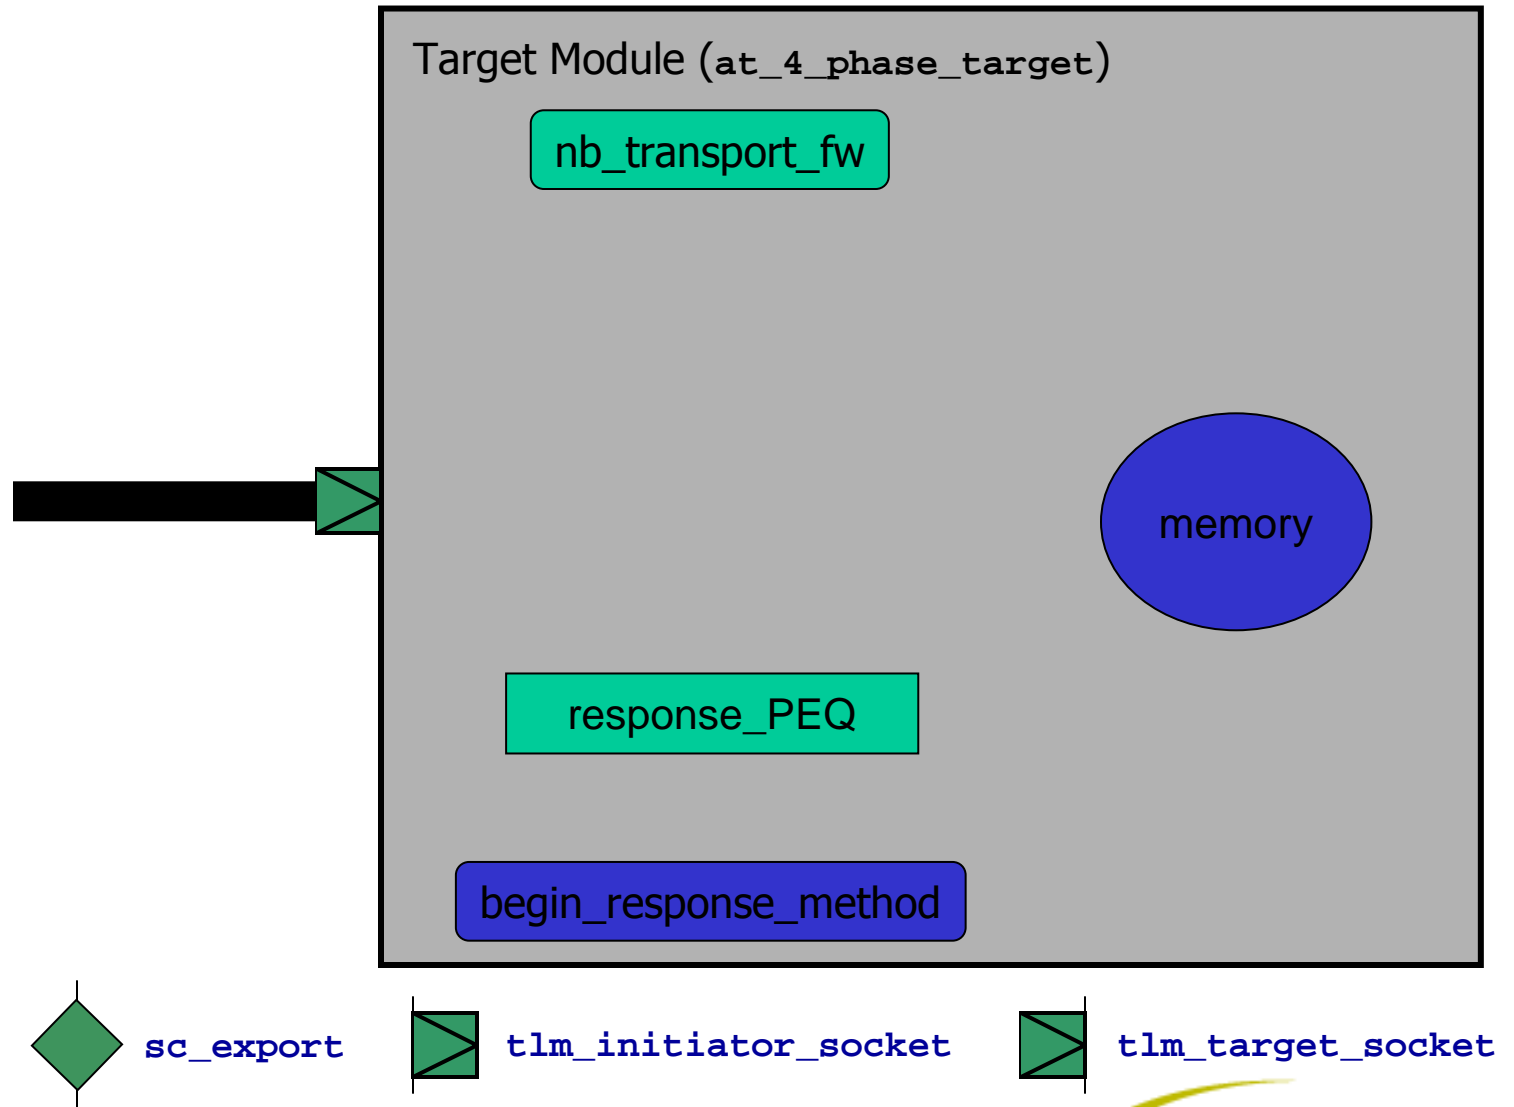 Target Module (at_4_phase_target)
nb_transport_fw
memory
response_PEQ
begin_response_method
sc_export
tlm_initiator_socket
tlm_target_socket